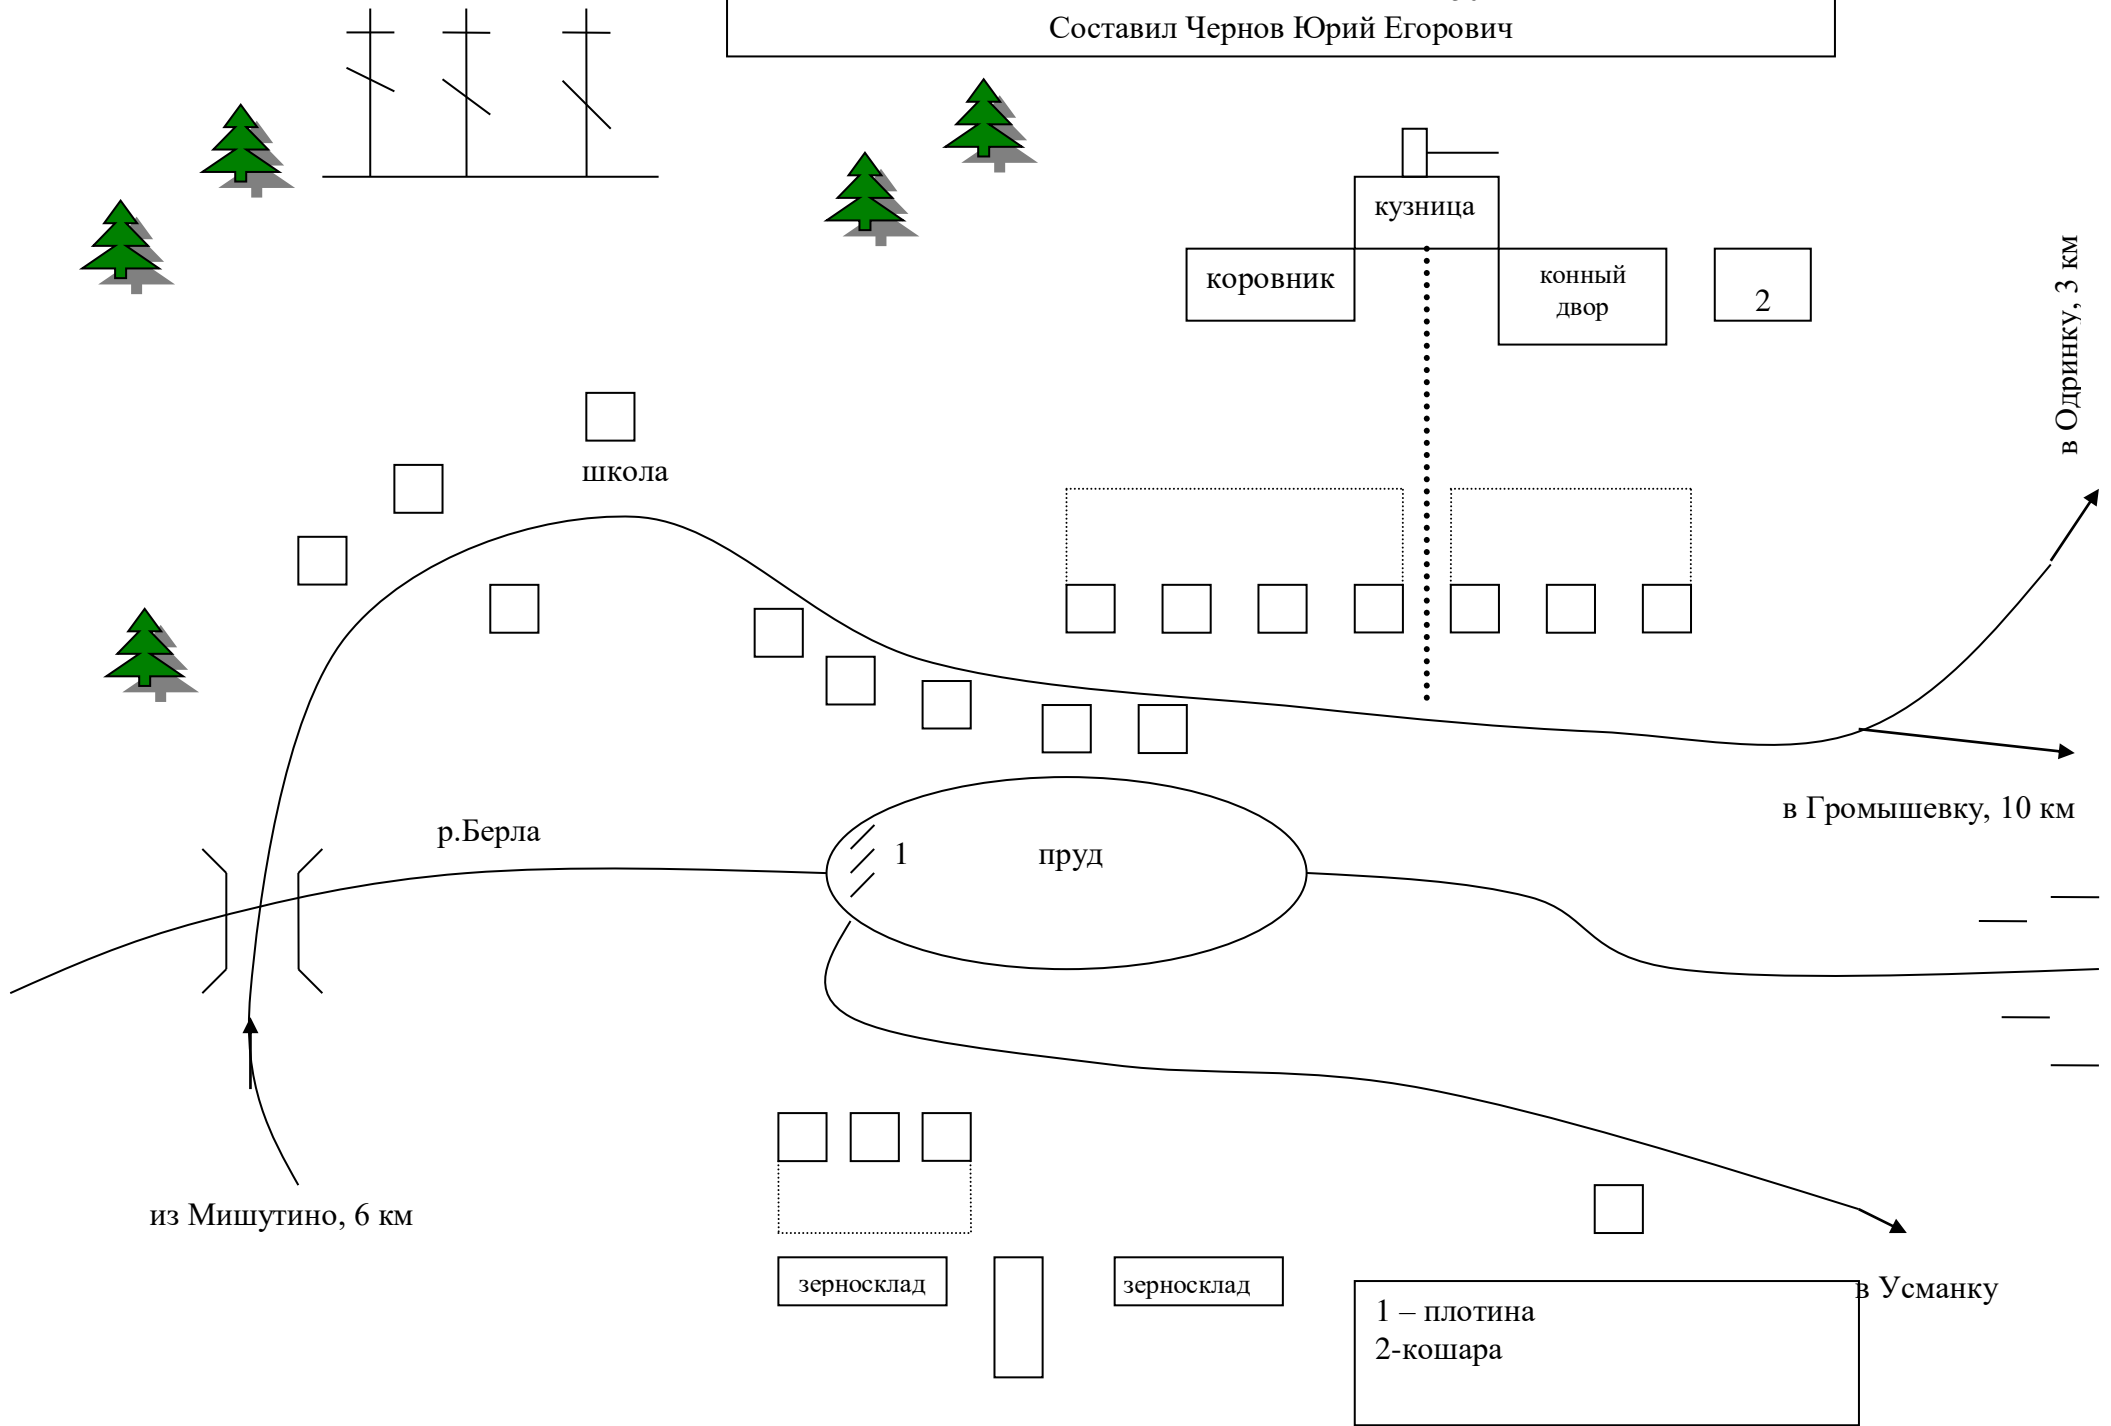 Составил Чернов Юрий Егорович
кузница
коровник
конный
двор
2
в Одринку, 3 км
школа
в Громышевку, 10 км
р.Берла
1
пруд
из Мишутино, 6 км
зерносклад
зерносклад
в Усманку
1 – плотина
2-кошара